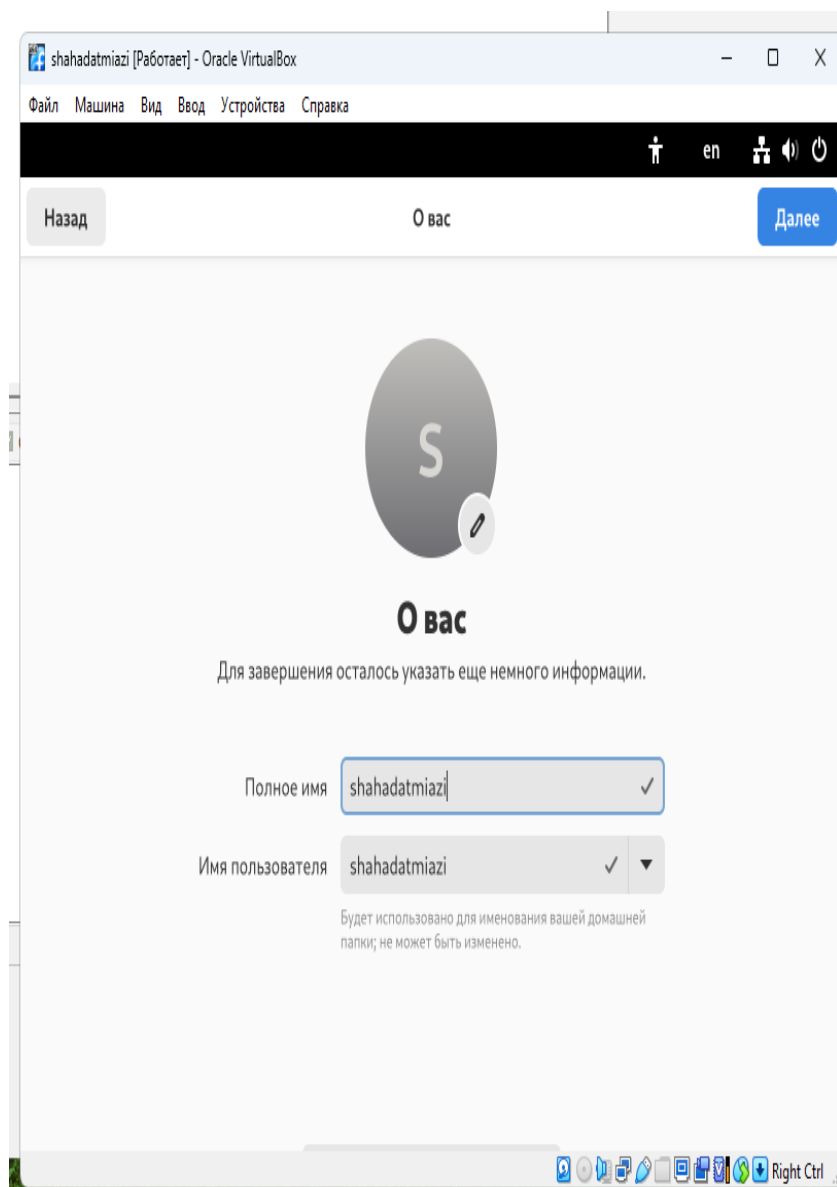 shahadatmiazi [Работает] - Oracle VirtualBox
Файл Машина Вид Ввод Устройства Справка
en
Назад О вас Далее
S
О вас
Для завершения осталось указать еще немного информации.
Полное имя shahadatmiazi
Имя пользователя shahadatmiazi
Будет использовано для именования вашей домашней
папки; не может быть изменено.
Right Ctrl